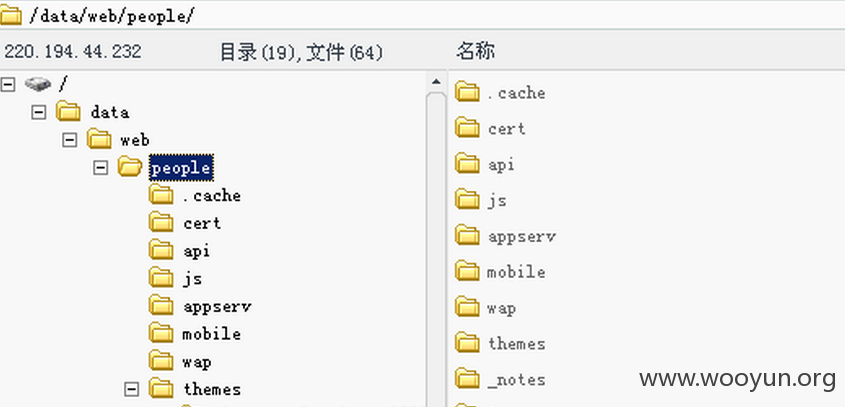 /data/web/people/
220.194.44.232 目录(19),文件(64) 名称
/
data
web
people
.cache
cert
api
js
appserv
mobile
wap
themes
.cache
cert
api
js
appserv
mobile
wap
themes
_notes
www.wooyun.org